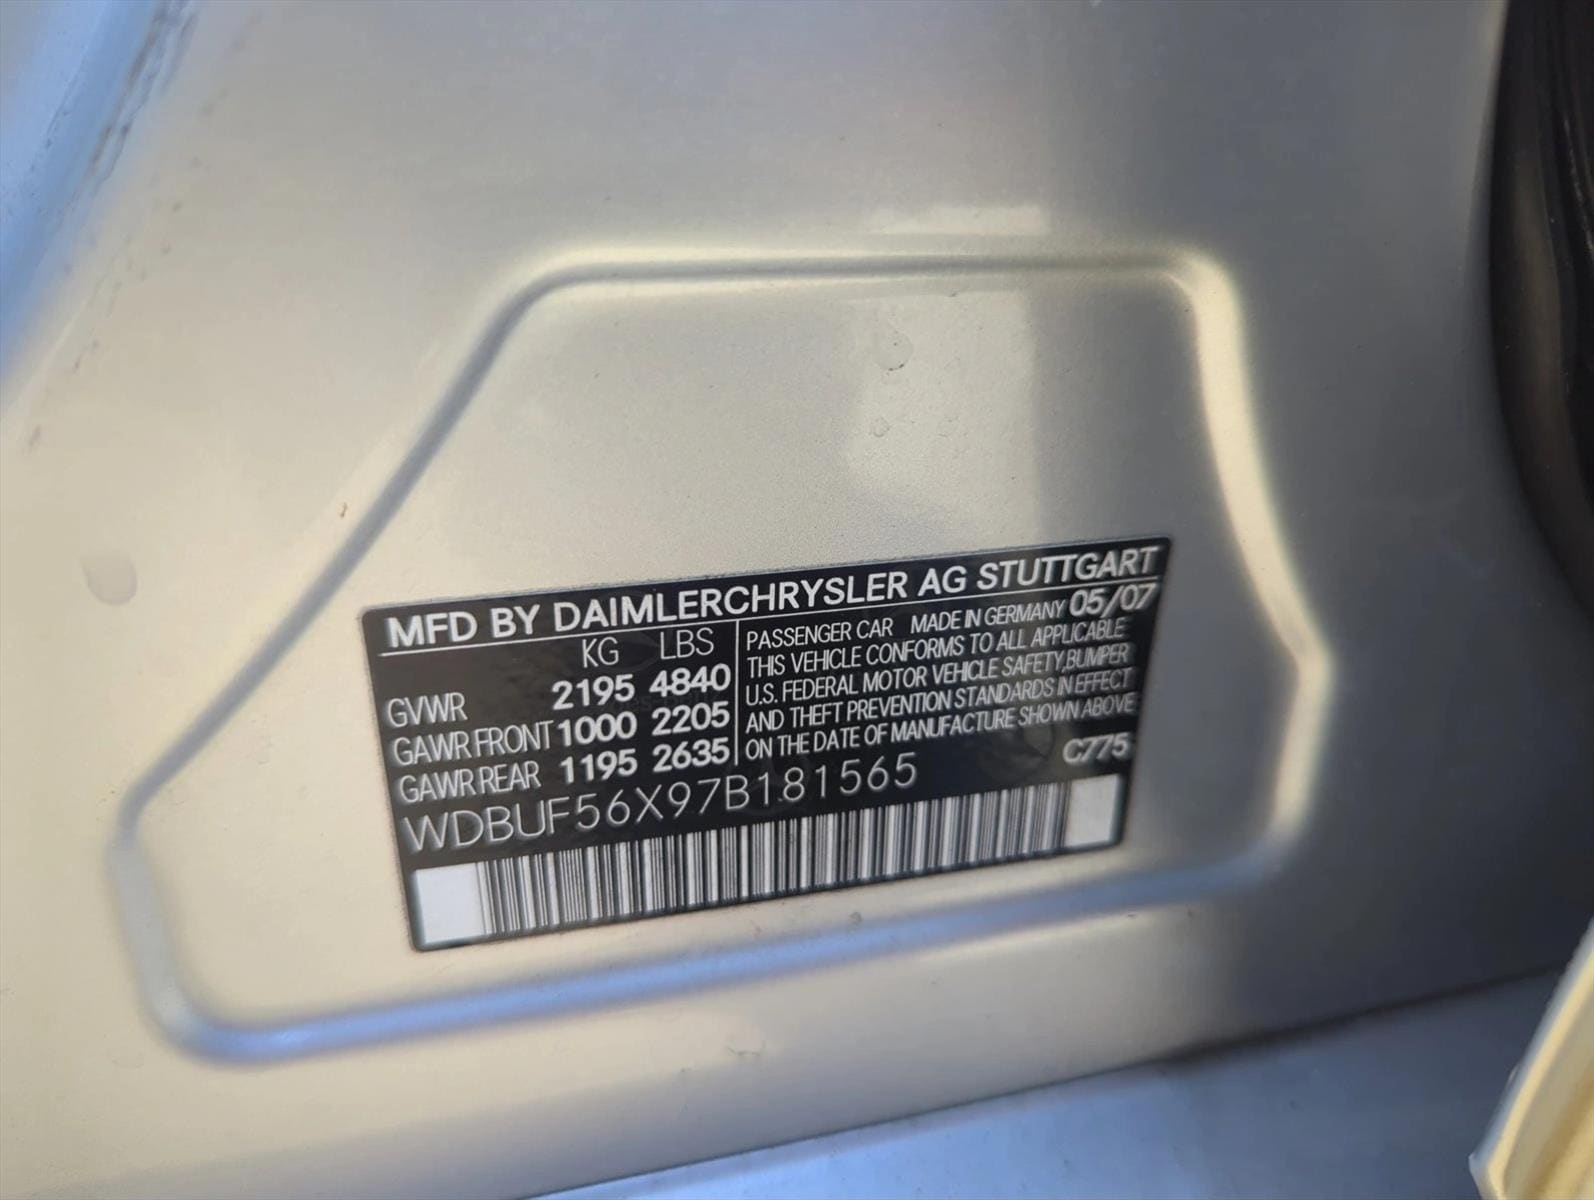 MFD BY DAIMLERCHRYSLER AG STUTTGART
KG LBS
GVWR 2195 4840
GAWR FRONT 1000 2205
GAWR REAR 1195 2635
PASSENGER CAR MADE IN GERMANY 05/07
THIS VEHICLE CONFORMS TO ALL APPLICABLE
U.S. FEDERAL MOTOR VEHICLE SAFETY,BUMPER
AND THEFT PREVENTION STANDARDS IN EFFECT
ON THE DATE OF MANUFACTURE SHOWN ABOVE
C775
WDBUF56X97B181565